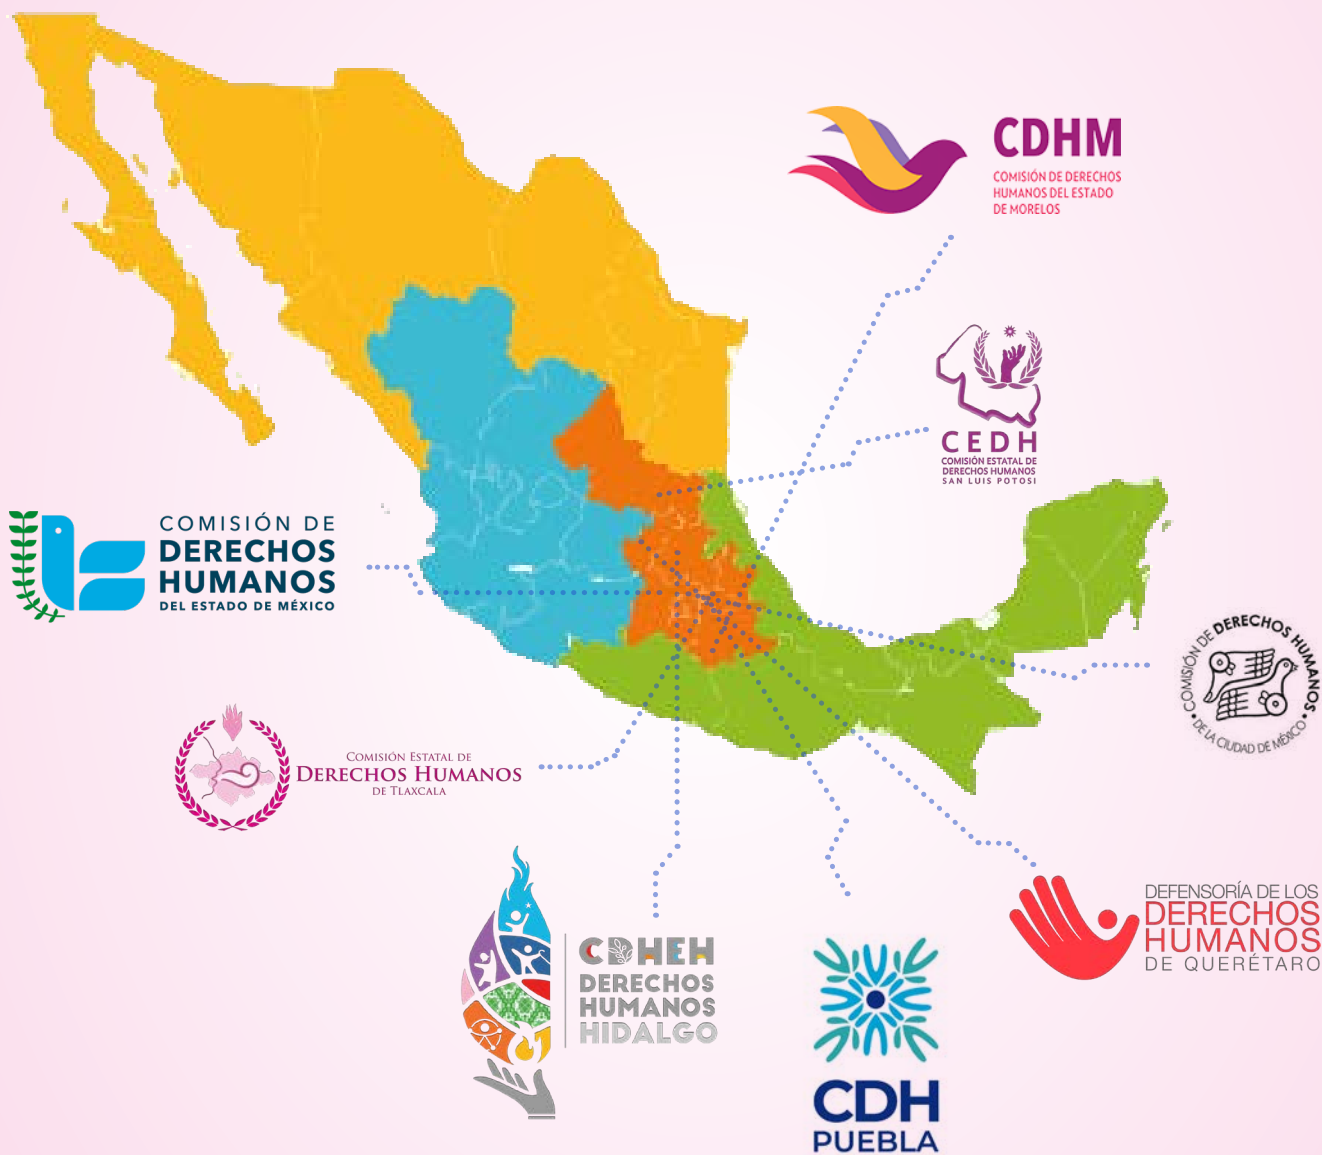 CDHM
COMISIÓN DE DERECHOS
HUMANOS DEL ESTADO
DE MORELOS
CEDH
COMISIÓN ESTATAL DE
DERECHOS HUMANOS
SAN LUIS POTOSI
COMISIÓN DE
DERECHOS
HUMANOS
DEL ESTADO DE MÉXICO
COMISIÓN DE DERECHOS HUMANOS
DE LA CIUDAD DE MÉXICO
COMISIÓN ESTATAL DE
DERECHOS HUMANOS
DE TLAXCALA
CDHEH
DERECHOS
HUMANOS
HIDALGO
DEFENSORÍA DE LOS
DERECHOS
HUMANOS
DE QUERÉTARO
CDH
PUEBLA